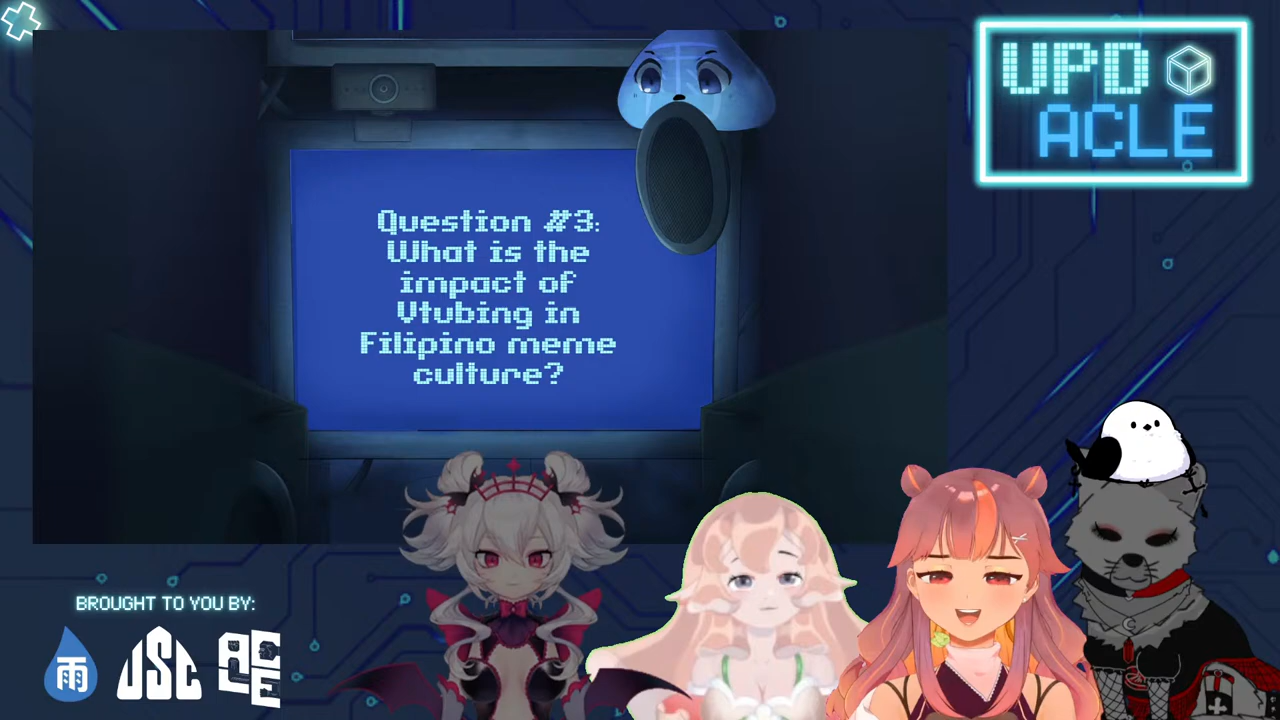 UPD
ACLE
Question #3:
What is the
impact of
Vtubing in
Filipino meme
culture?
BROUGHT TO YOU BY:
雨
USC
ACLE